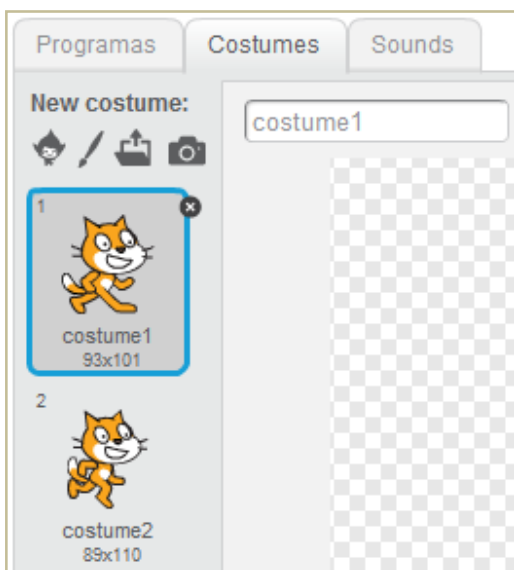 Programas Costumes Sounds
New costume:
costume1
1
costume1
93x101
2
costume2
89x110